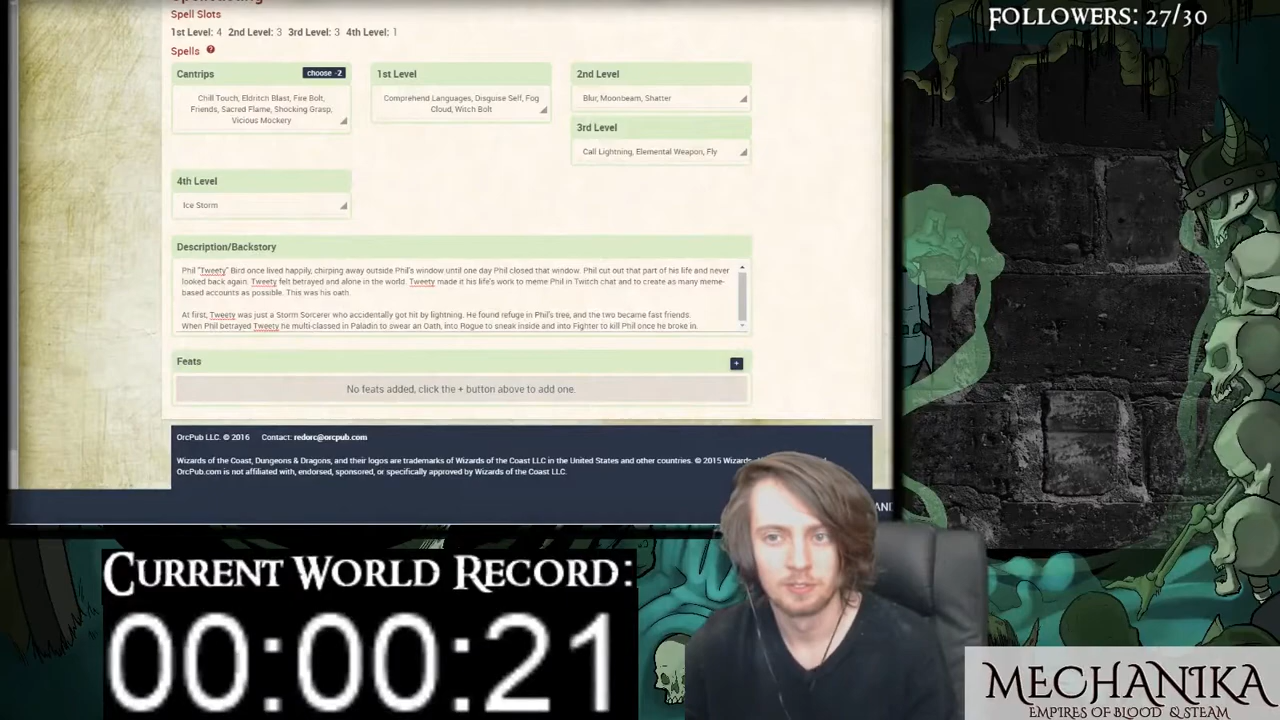 FOLLOWERS: 27/30
Spell Slots
1st Level: 4 2nd Level: 3 3rd Level: 3 4th Level: 1
Spells
Cantrips
choose -2
Chill Touch, Eldritch Blast, Fire Bolt,
Friends, Sacred Flame, Shocking Grasp,
Vicious Mockery
1st Level
Comprehend Languages, Disguise Self, Fog
Cloud, Witch Bolt
2nd Level
Blur, Moonbeam, Shatter
3rd Level
Call Lightning, Elemental Weapon, Fly
4th Level
Ice Storm
Description/Backstory
Phil "Tweety" Bird once lived happily, chirping away outside Phil's window until one day Phil closed that window. Phil cut out that part of his life and never
looked back again. Tweety felt betrayed and alone in the world. Tweety made it his life's work to meme Phil in Twitch chat and to create as many meme-
based accounts as possible. This was his oath.
At first, Tweety was just a Storm Sorcerer who accidentally got hit by lightning. He found refuge in Phil's tree, and the two became fast friends.
When Phil betrayed Tweety he multi-classed in Paladin to swear an Oath, into Rogue to sneak inside and into Fighter to kill Phil once he broke in.
Feats
+
No feats added, click the + button above to add one.
OrcPub LLC. © 2016 Contact: redorc@orcpub.com
Wizards of the Coast, Dungeons & Dragons, and their logos are trademarks of Wizards of the Coast LLC in the United States and other countries. © 2015 Wizards
OrcPub.com is not affiliated with, endorsed, sponsored, or specifically approved by Wizards of the Coast LLC.
CURRENT WORLD RECORD:
00:00:21
MECHANIKA
EMPIRES OF BLOOD & STEAM